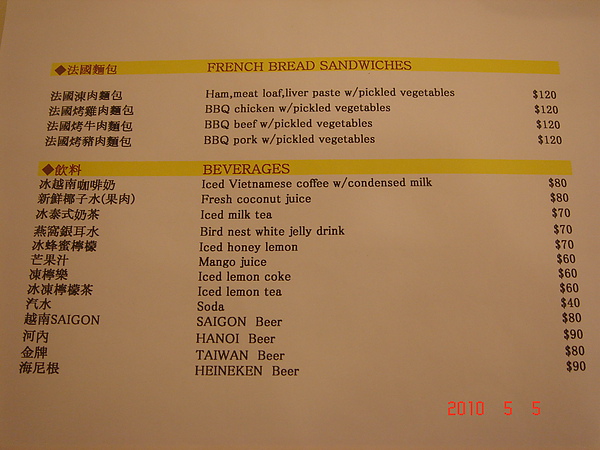 ◆法國麵包 FRENCH BREAD SANDWICHES
法國凍肉麵包 Ham,meat loaf,liver paste w/pickled vegetables $120
法國烤雞肉麵包 BBQ chicken w/pickled vegetables $120
法國烤牛肉麵包 BBQ beef w/pickled vegetables $120
法國烤豬肉麵包 BBQ pork w/pickled vegetables $120
◆飲料 BEVERAGES
冰越南咖啡奶 Iced Vietnamese coffee w/condensed milk $80
新鮮椰子水(果肉) Fresh coconut juice $80
冰泰式奶茶 Iced milk tea $70
燕窩銀耳水 Bird nest white jelly drink $70
冰蜂蜜檸檬 Iced honey lemon $70
芒果汁 Mango juice $60
凍檸樂 Iced lemon coke $60
冰凍檸檬茶 Iced lemon tea $60
汽水 Soda $40
越南SAIGON SAIGON Beer $80
河內 HANOI Beer $90
金牌 TAIWAN Beer $80
海尼根 HEINEKEN Beer $90
2010 5 5